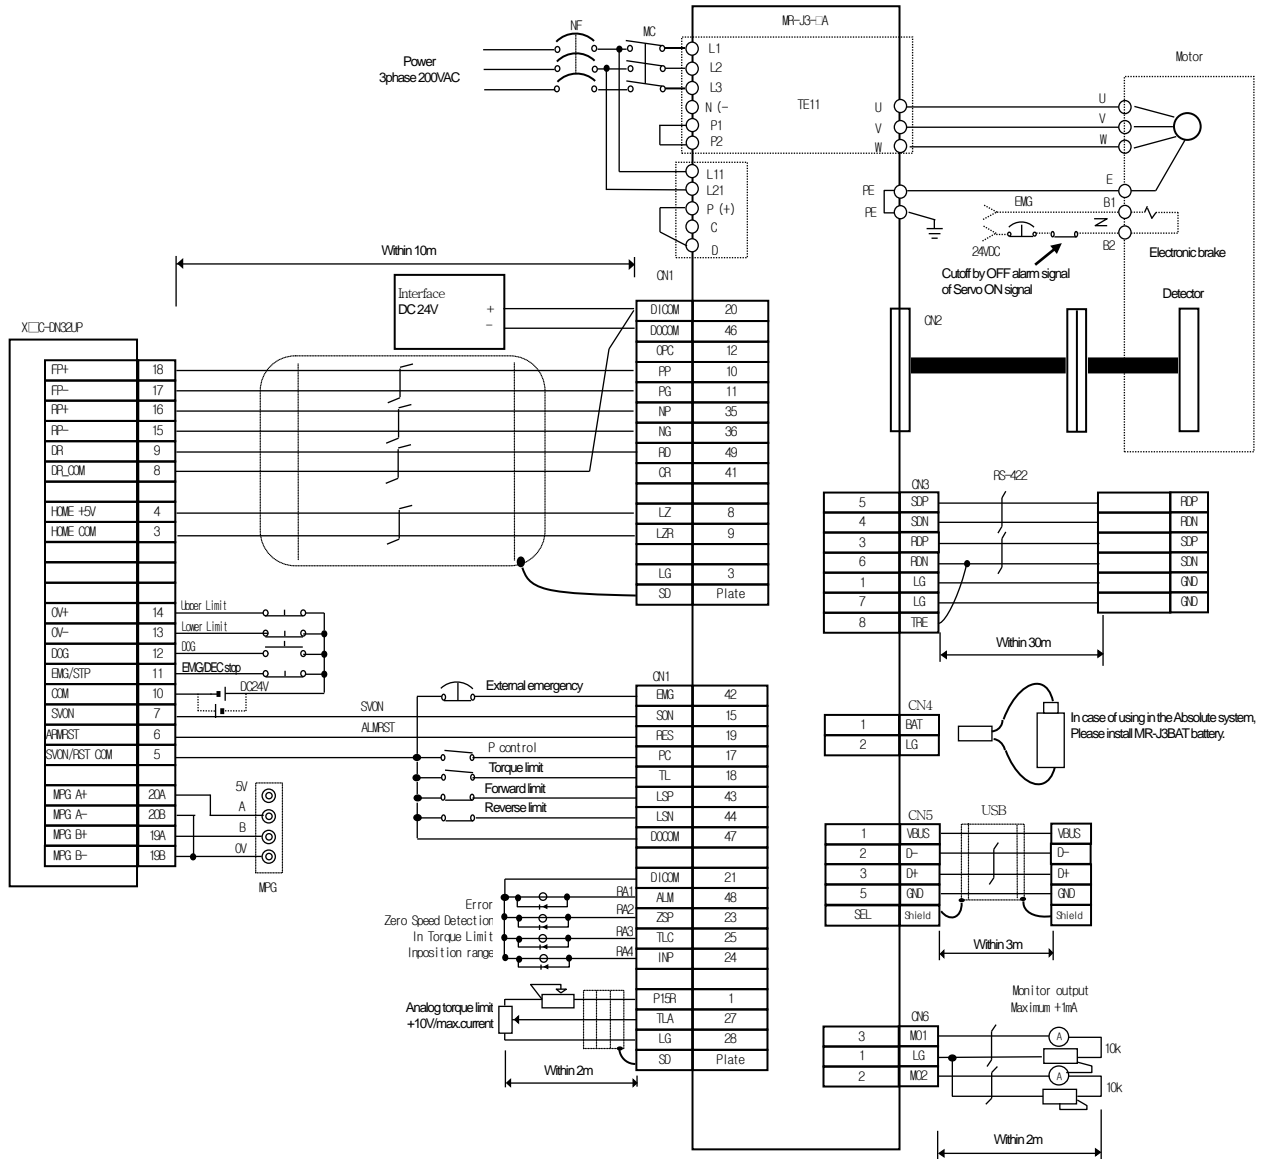 MR-J3-□A
NF
MC
Power
3phase 200VAC
L1
L2
L3
N (-
P1
P2
TE11
U
V
W
L11
L21
P (+)
C
D
PE
PE
Motor
U
V
W
E
B1
B2
EMG
24VDC
Cutoff by OFF alarm signal
of Servo ON signal
Electronic brake
Detector
Within 10m
Interface
DC 24V
+
-
X□C-DN32UP
FP+ 18
FP- 17
RP+ 16
RP- 15
DR 9
DR_COM 8
HOME +5V 4
HOME COM 3
OV+ 14
OV- 13
DOG 12
EMG/STP 11
COM 10
SVON 7
ARMRST 6
SVON/RST COM 5
MPG A+ 20A
MPG A- 20B
MPG B+ 19A
MPG B- 19B
Upper Limit
Lower Limit
DOG
EMG/DEC stop
DC24V
5V
A
B
0V
MPG
CN1
DICOM 20
DOCOM 46
OPC 12
PP 10
PG 11
NP 35
NG 36
RD 49
CR 41
LZ 8
LZR 9
LG 3
SD Plate
External emergency
SVON
ALMRST
P control
Torque limit
Forward limit
Reverse limit
CN1
EMG 42
SON 15
RES 19
PC 17
TL 18
LSP 43
LSN 44
DOCOM 47
DICOM 21
ALM 48
ZSP 23
TLC 25
INP 24
P15R 1
TLA 27
LG 28
SD Plate
Error
Zero Speed Detection
In Torque Limit
Inposition range
RA1
RA2
RA3
RA4
Analog torque limit
+10V/max.current
Within 2m
CN2
CN3
RS-422
5 SDP RDP
4 SDN RDN
3 RDP SDP
6 RDN SDN
1 LG GND
7 LG GND
8 TRE
Within 30m
CN4
1 BAT
2 LG
In case of using in the Absolute system,
Please install MR-J3BAT battery.
CN5
USB
1 VBUS VBUS
2 D- D-
3 D+ D+
5 GND GND
SEL Shield Shield
Within 3m
Monitor output
Maximum +1mA
CN6
3 MO1
1 LG
2 MO2
A
A
10k
10k
Within 2m